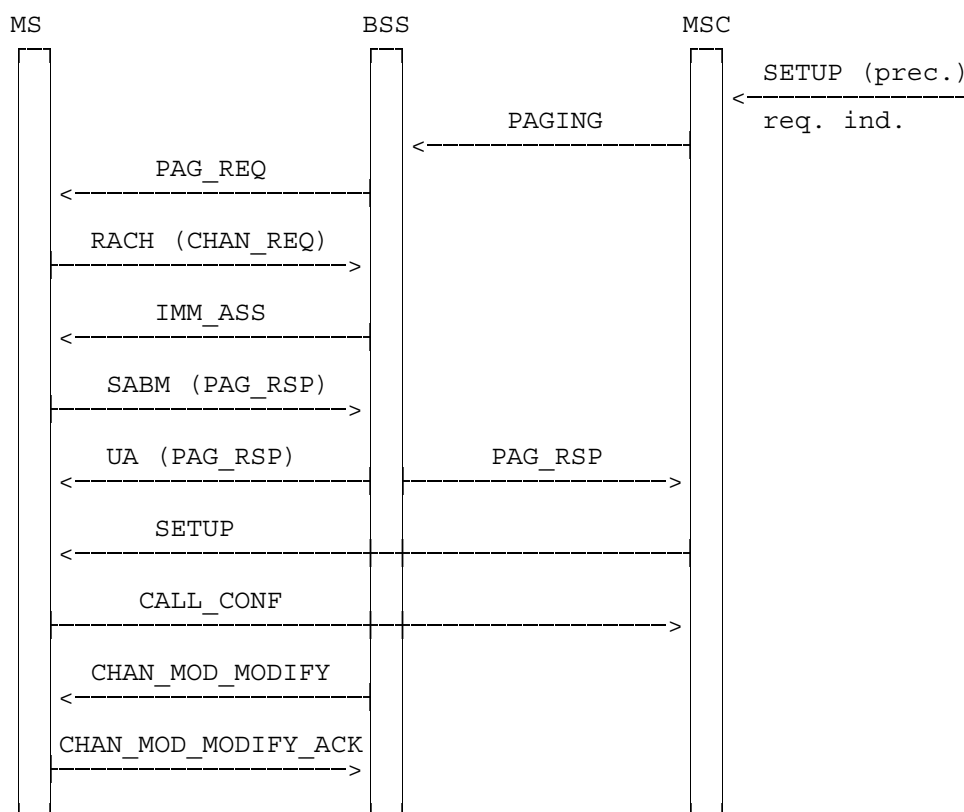 MS BSS MSC
SETUP (prec.)
req. ind.
PAGING
PAG_REQ
RACH (CHAN_REQ)
IMM_ASS
SABM (PAG_RSP)
UA (PAG_RSP) PAG_RSP
SETUP
CALL_CONF
CHAN_MOD_MODIFY
CHAN_MOD_MODIFY_ACK